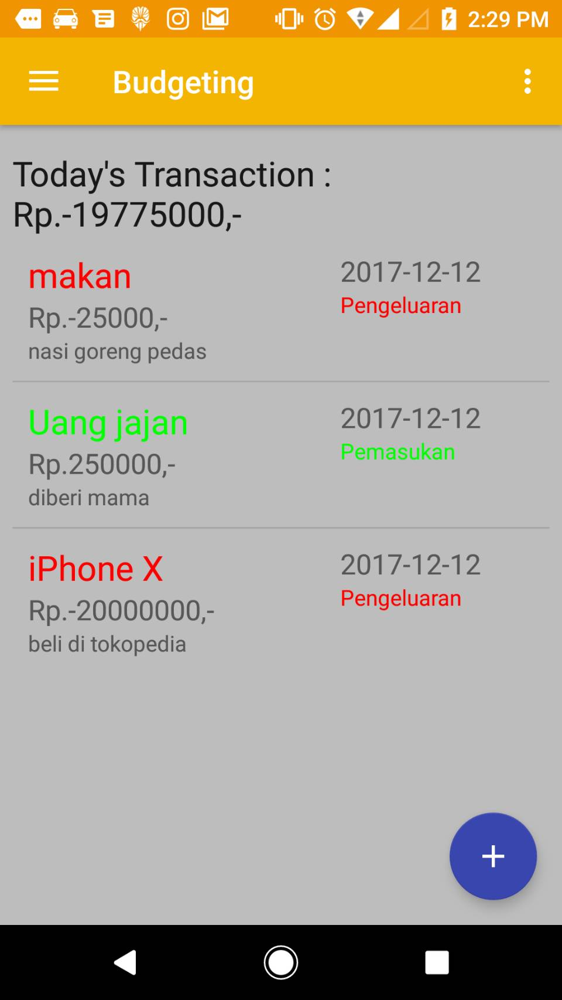 2:29 PM
Budgeting
Today's Transaction :
Rp.-19775000,-
makan
2017-12-12
Rp.-25000,-
Pengeluaran
nasi goreng pedas
Uang jajan
2017-12-12
Rp.250000,-
Pemasukan
diberi mama
iPhone X
2017-12-12
Rp.-20000000,-
Pengeluaran
beli di tokopedia